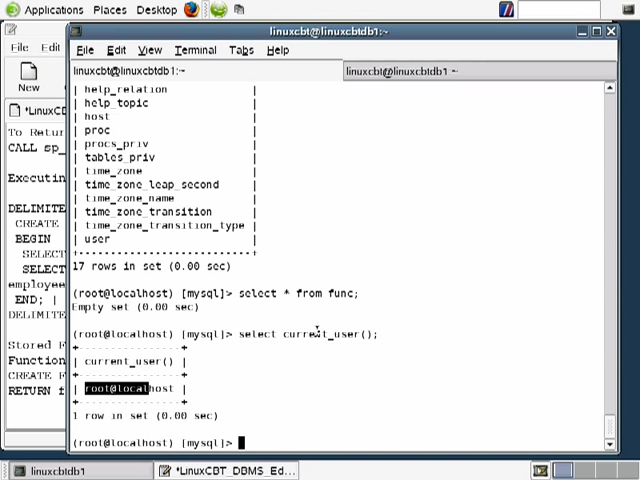 Applications Places Desktop
linuxcbt@linuxcbtdb1:~
File Edit
File Edit View Terminal Tabs Help
linuxcbt@linuxcbtdb1:~
linuxcbt@linuxcbtdb1 ~
New
*LinuxC
To Retur
CALL sp_
Executin
DELIMITE
CREATE
BEGIN
SELECT
SELECT
employee
END; |
DELIMITE
Stored F
Function
CREATE F
RETURN f
| help_relation |
| help_topic |
| host |
| proc |
| procs_priv |
| tables_priv |
| time_zone |
| time_zone_leap_second |
| time_zone_name |
| time_zone_transition |
| time_zone_transition_type |
| user |
+---------------------------+
17 rows in set (0.00 sec)
(root@localhost) [mysql]> select * from func;
Empty set (0.00 sec)
(root@localhost) [mysql]> select current_user();
+----------------+
| current_user() |
+----------------+
| root@localhost |
+----------------+
1 row in set (0.00 sec)
(root@localhost) [mysql]>
linuxcbtdb1
*LinuxCBT_DBMS_Ed...